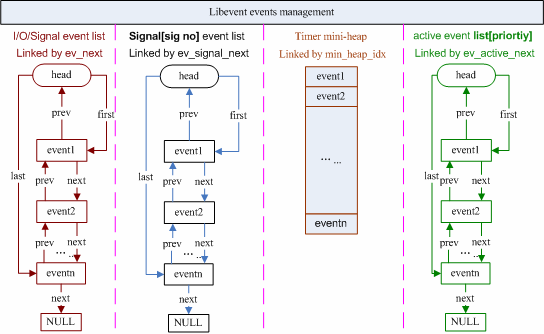 Libevent events management
I/O/Signal event list
Linked by ev_next
head
prev
first
event1
last
prev
next
event2
prev
next
... ...
eventn
next
NULL
Signal[sig no] event list
Linked by ev_signal_next
head
prev
first
event1
last
prev
next
event2
prev
next
... ...
eventn
next
NULL
Timer mini-heap
Linked by min_heap_idx
event1
event2
... ...
eventn
active event list[priortiy]
Linked by ev_active_next
head
prev
first
event1
last
prev
next
event2
prev
next
... ...
eventn
next
NULL